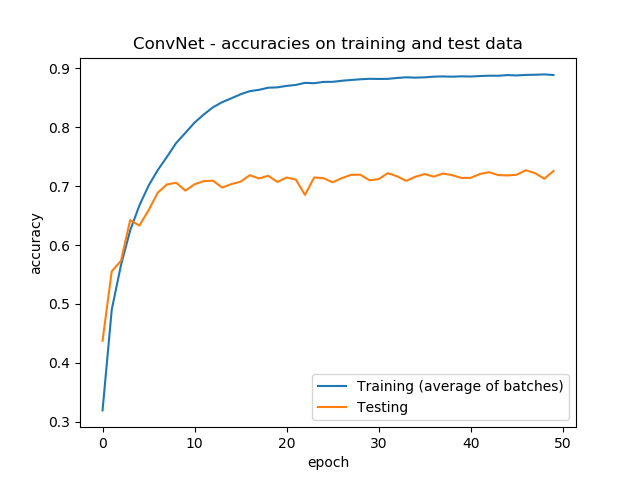 ConvNet - accuracies on training and test data
accuracy
0.9
0.8
0.7
0.6
0.5
0.4
0.3
Training (average of batches)
Testing
0 10 20 30 40 50
epoch